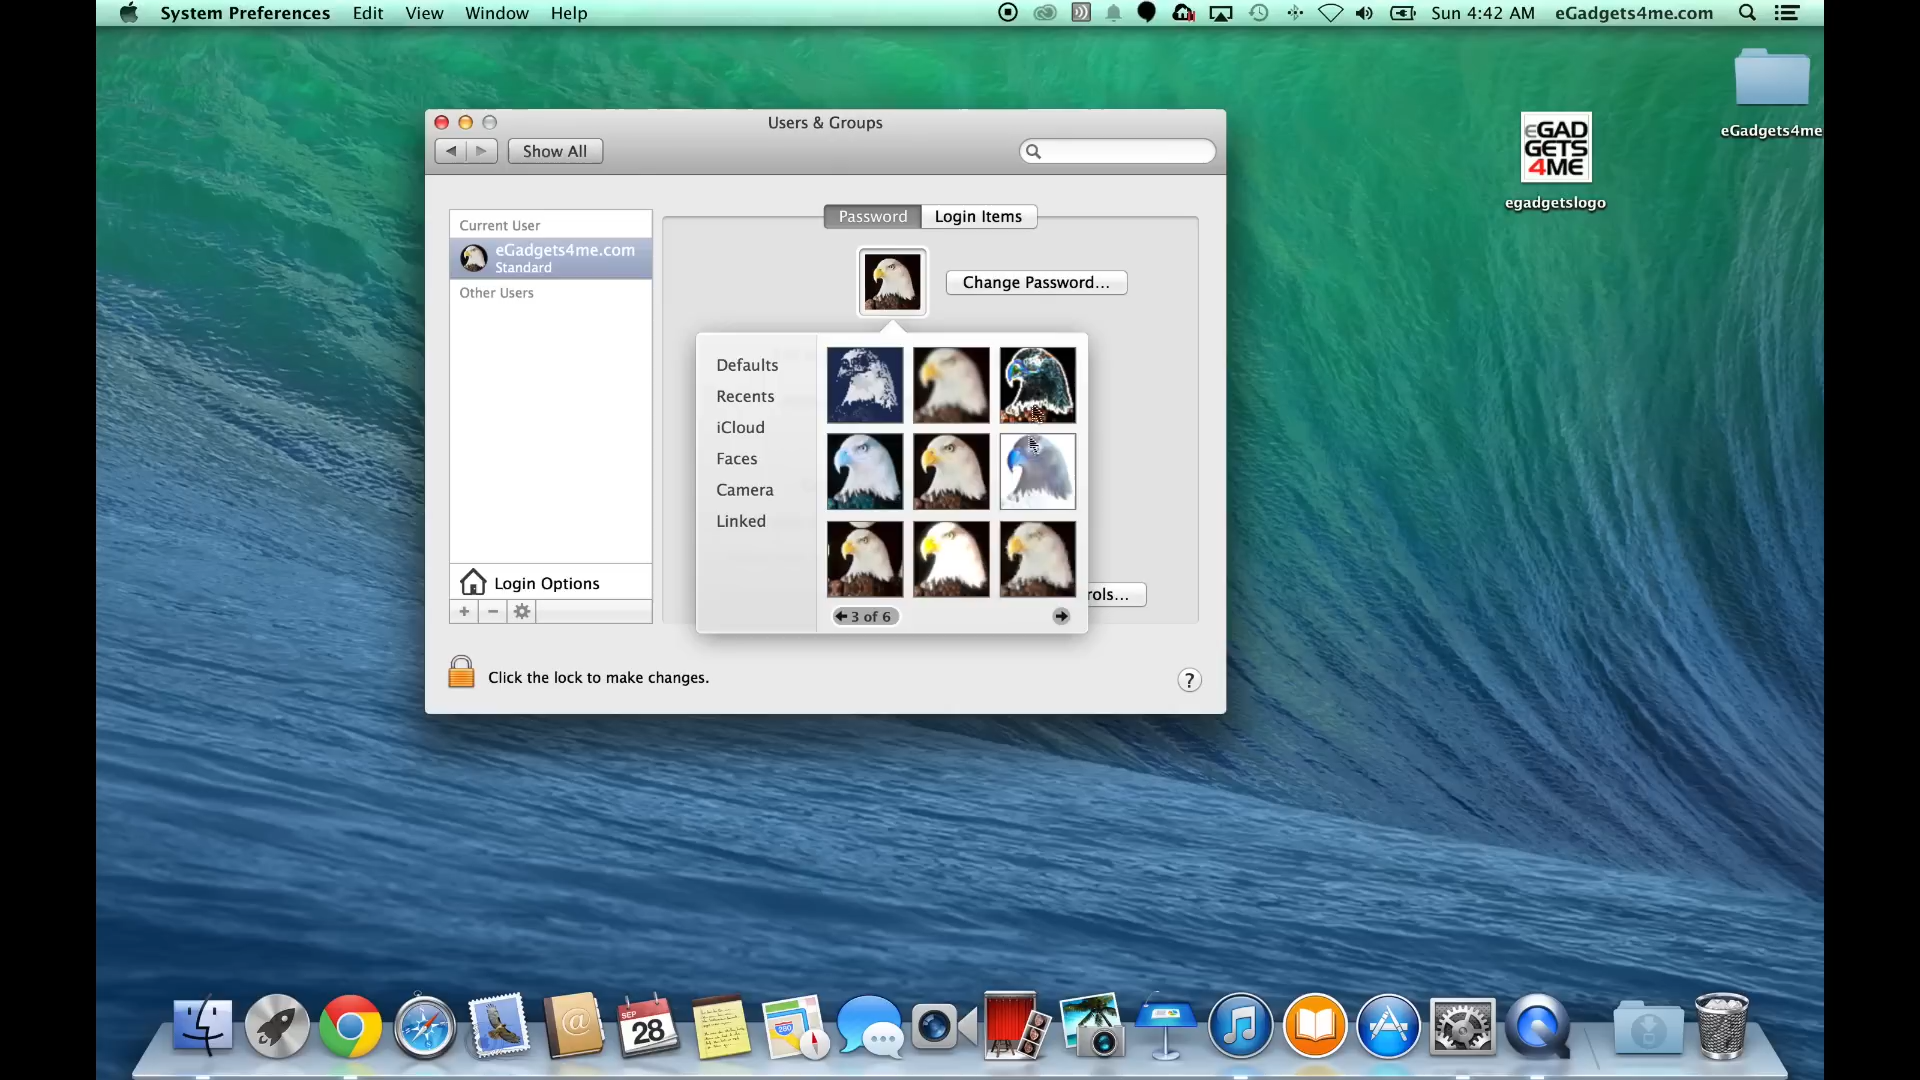 System Preferences Edit View Window Help
Sun 4:42 AM eGadgets4me.com
Users & Groups
Show All
Password Login Items
Current User
eGadgets4me.com
Standard
Other Users
Change Password...
Defaults
Recents
iCloud
Faces
Camera
Linked
3 of 6
rols...
Login Options
Click the lock to make changes.
?
eGadgets4me
eGAD
GETS
4ME
egadgetslogo
SEP
28
280